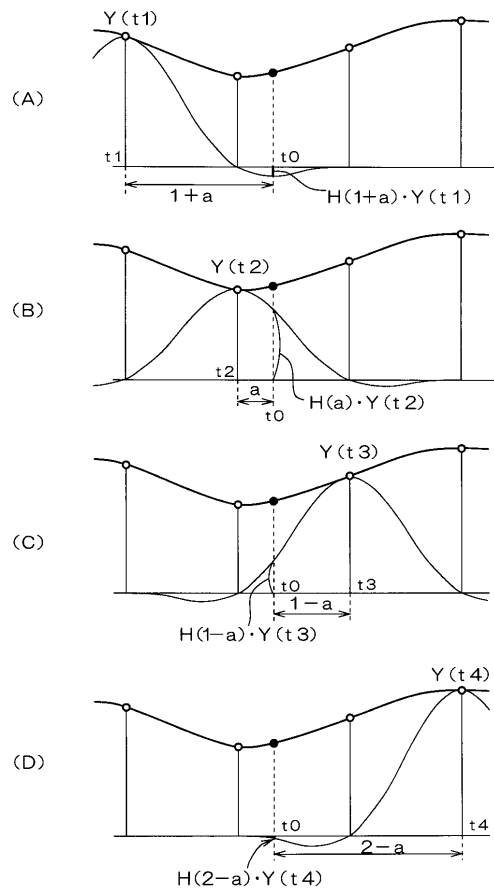 Y(t1)
(A)
t1
t0
1+a
H(1+a)·Y(t1)
Y(t2)
(B)
t2
a
t0
H(a)·Y(t2)
Y(t3)
(C)
t0
t3
1−a
H(1−a)·Y(t3)
Y(t4)
(D)
t0
t4
2−a
H(2−a)·Y(t4)